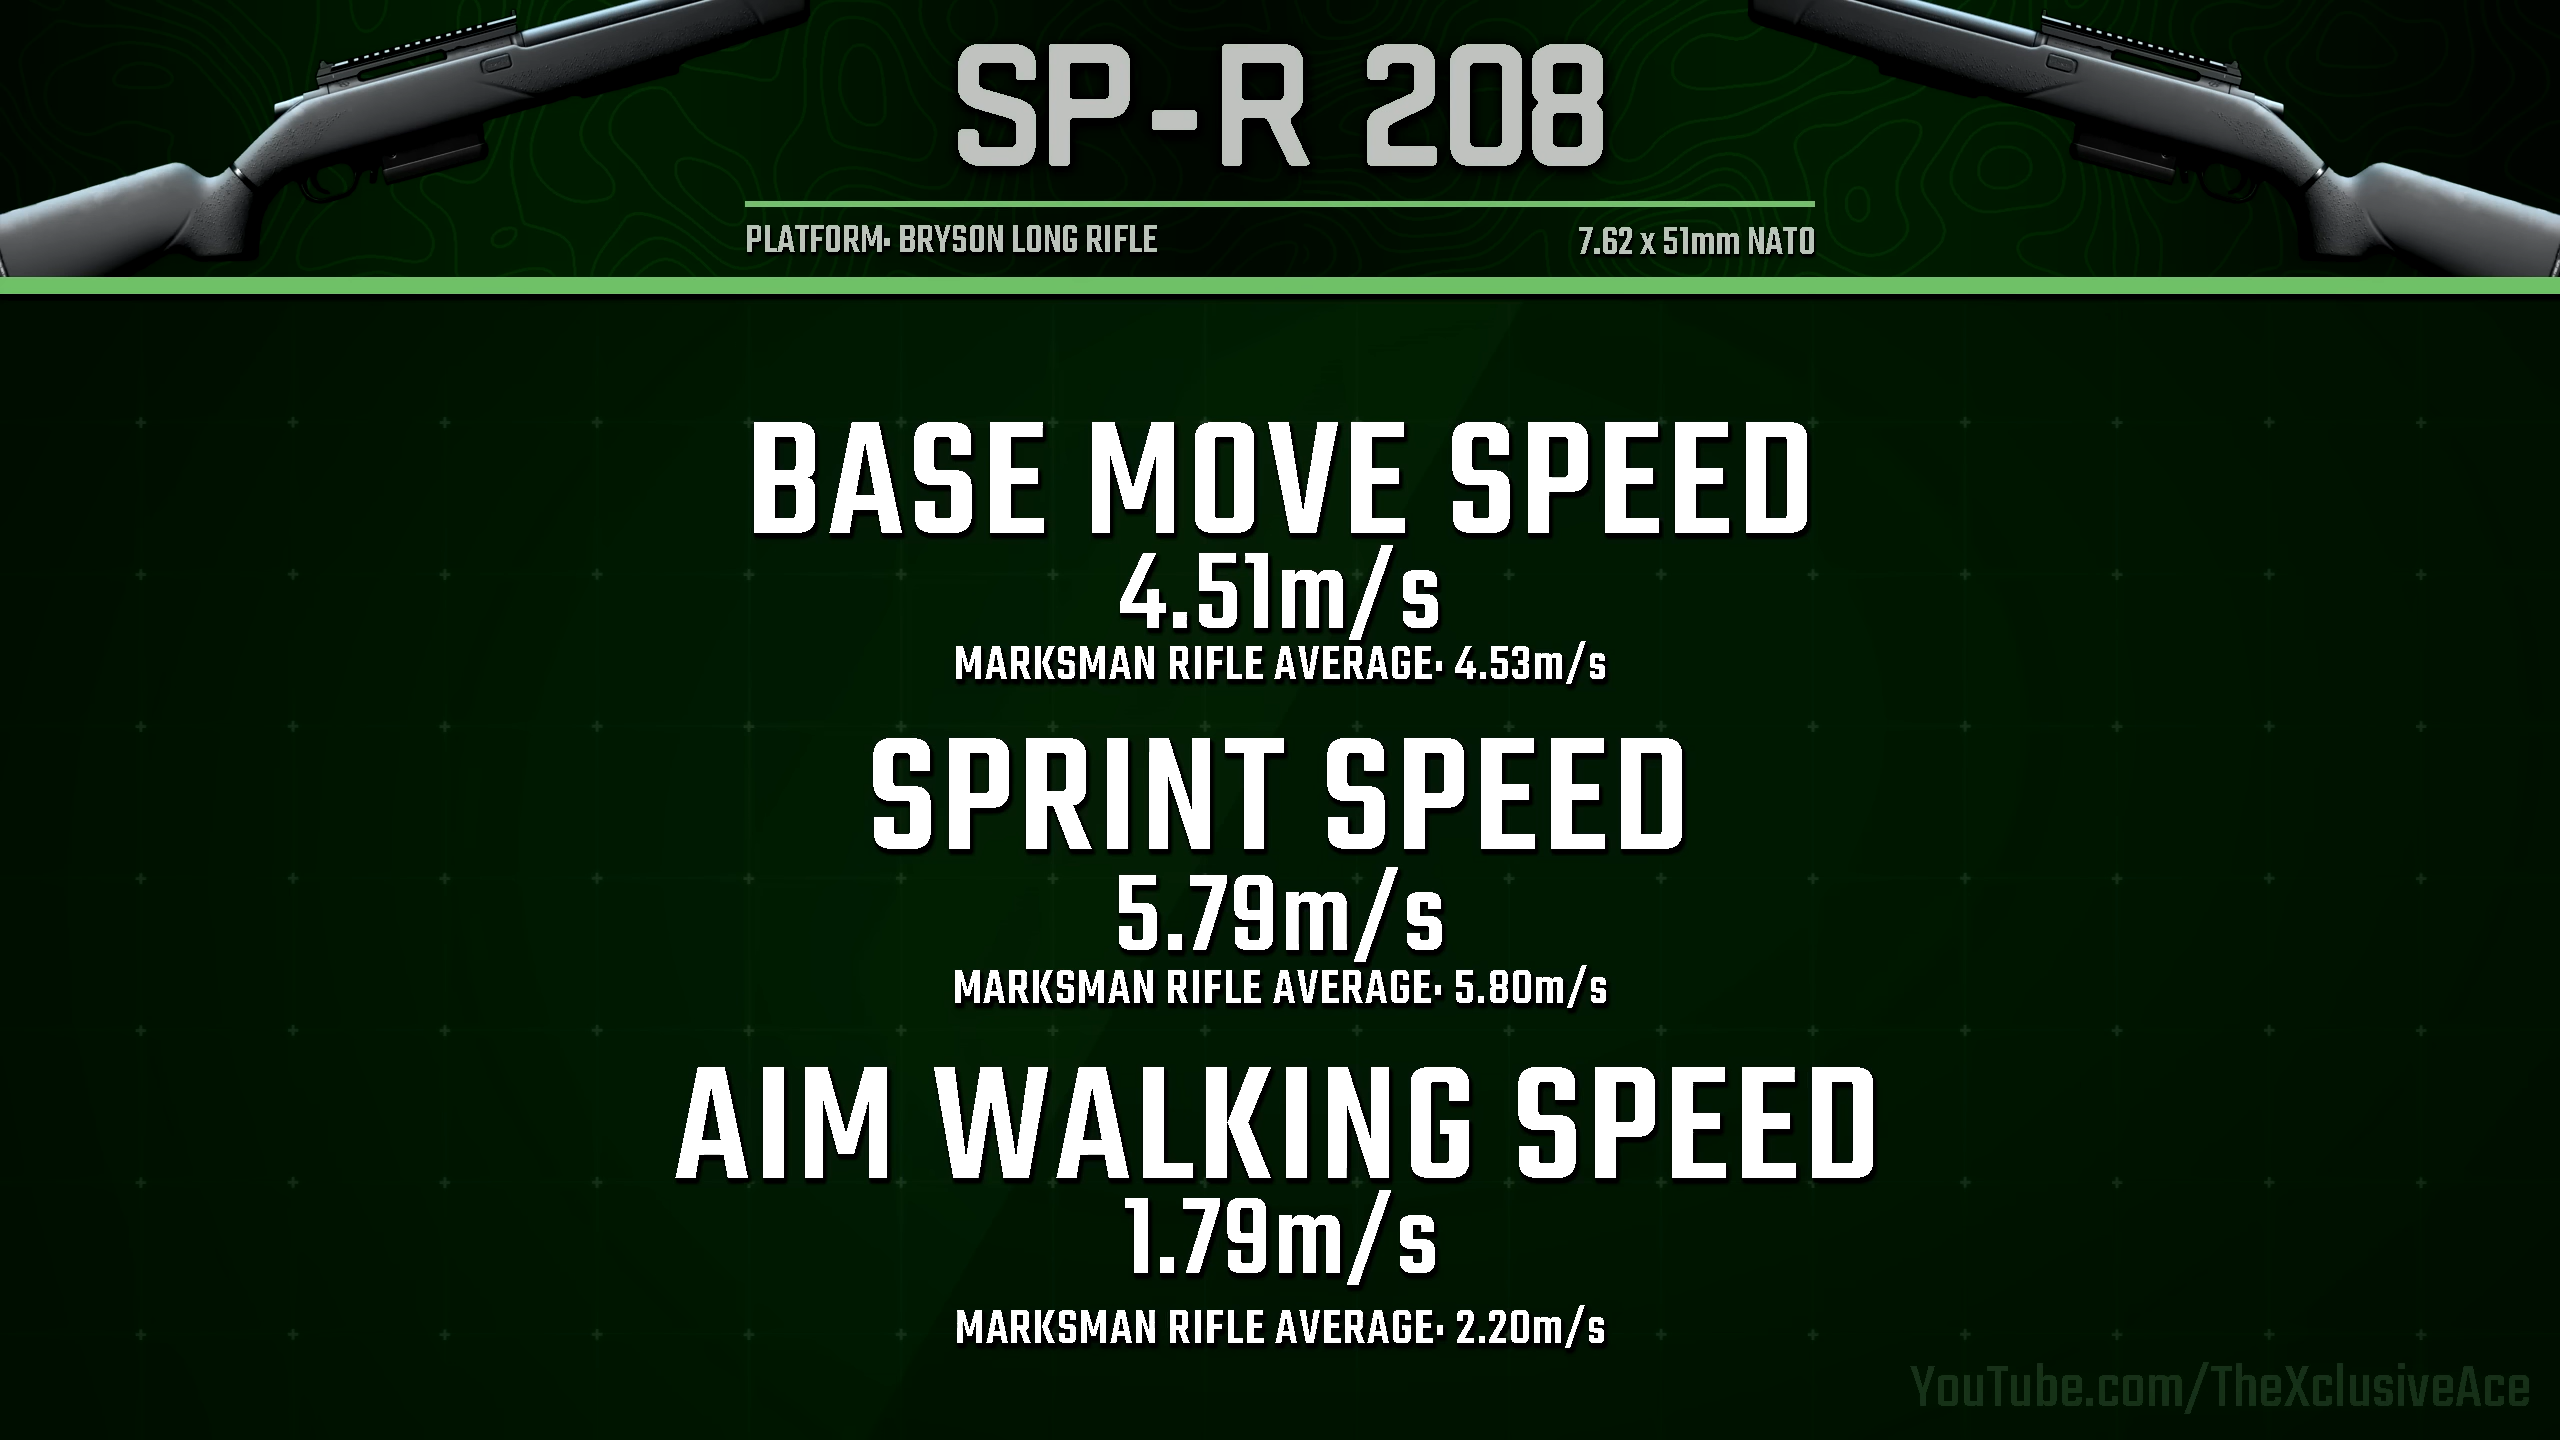 SP-R 208
PLATFORM: BRYSON LONG RIFLE
7.62 x 51mm NATO
BASE MOVE SPEED
4.51m/s
MARKSMAN RIFLE AVERAGE: 4.53m/s
SPRINT SPEED
5.79m/s
MARKSMAN RIFLE AVERAGE: 5.80m/s
AIM WALKING SPEED
1.79m/s
MARKSMAN RIFLE AVERAGE: 2.20m/s
YouTube.com/TheXclusiveAce